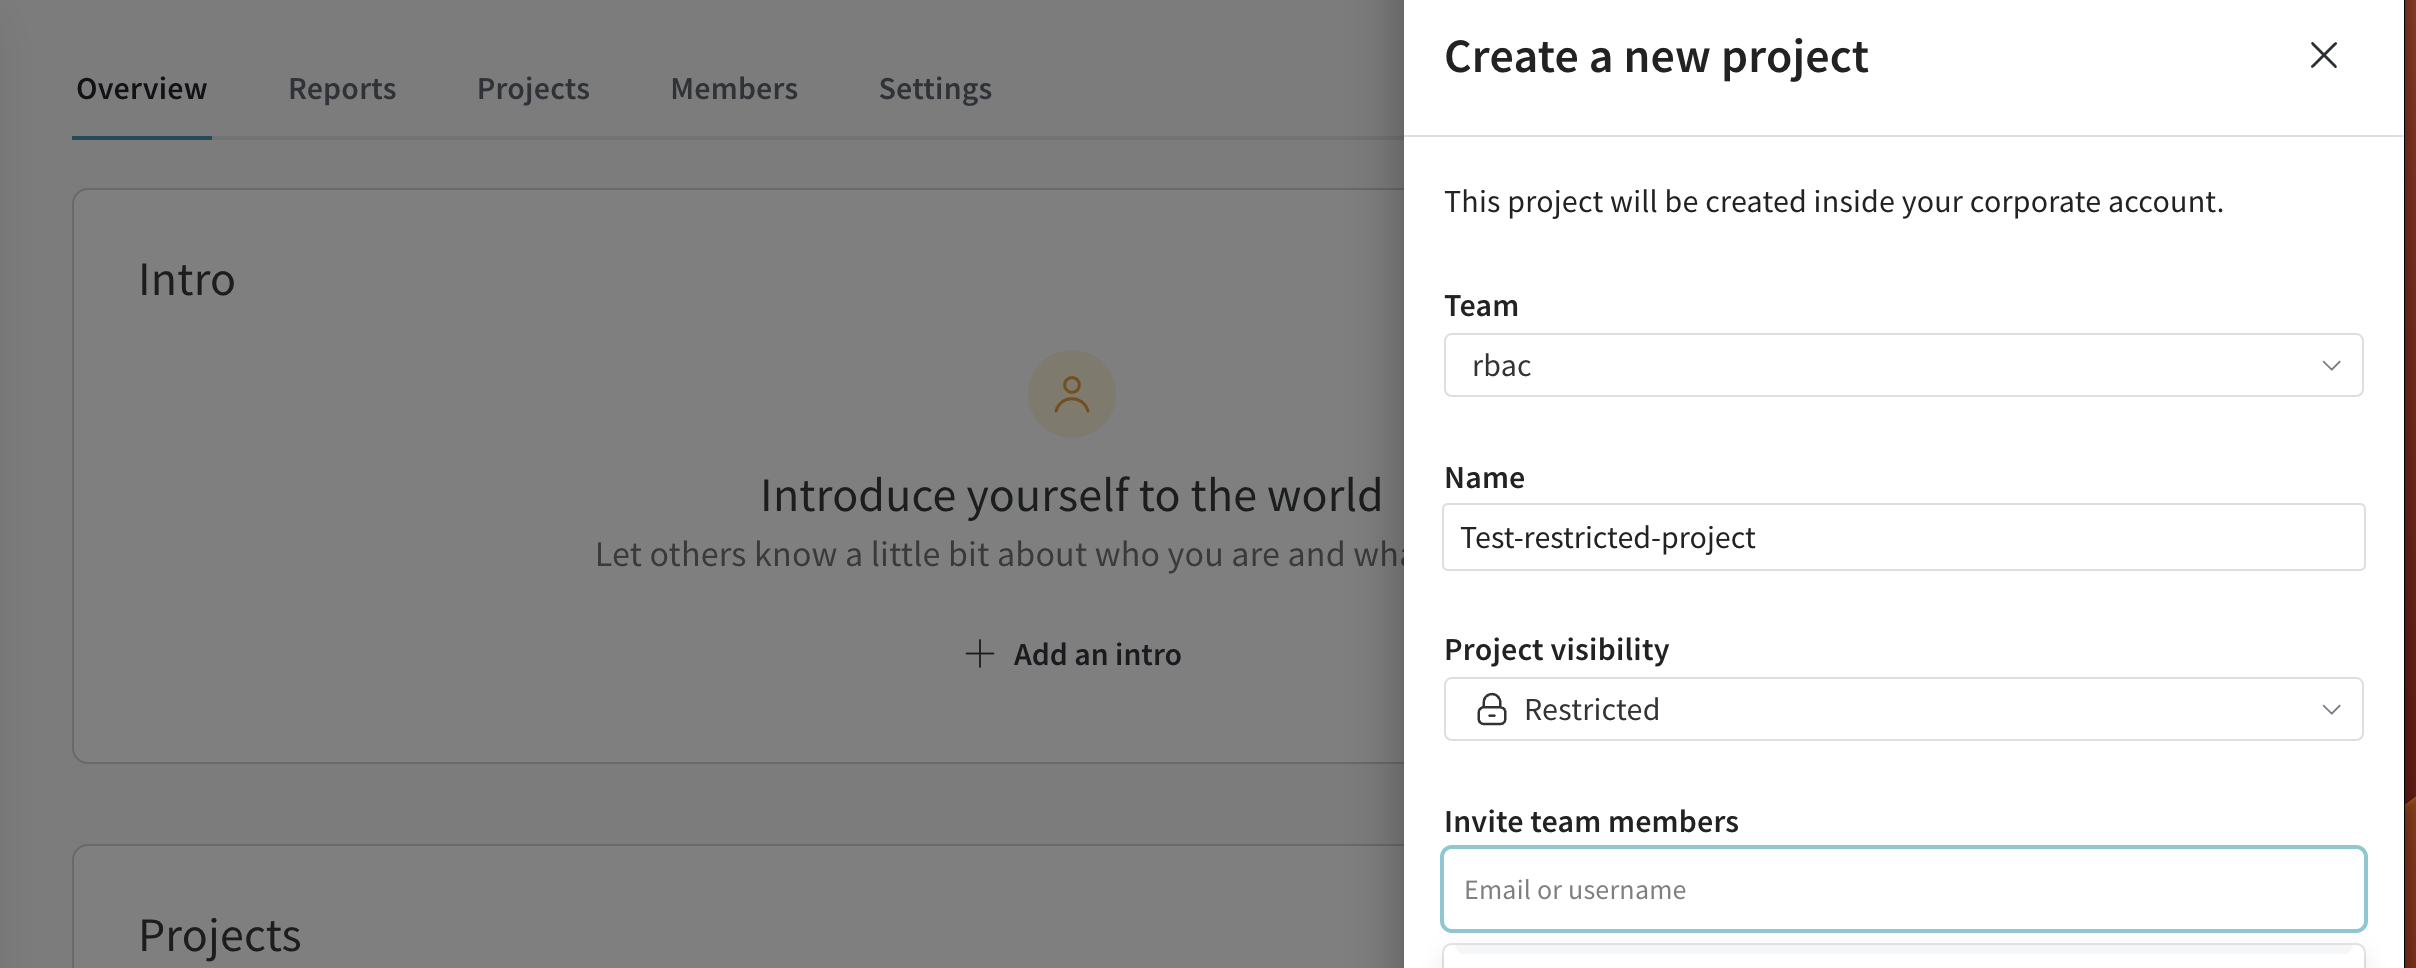 Overview Reports Projects Members Settings
Intro
Introduce yourself to the world
Let others know a little bit about who you are and
Add an intro
Projects
Create a new project
This project will be created inside your corporate account.
Team
rbac
Name
Test-restricted-project
Project visibility
Restricted
Invite team members
Email or username